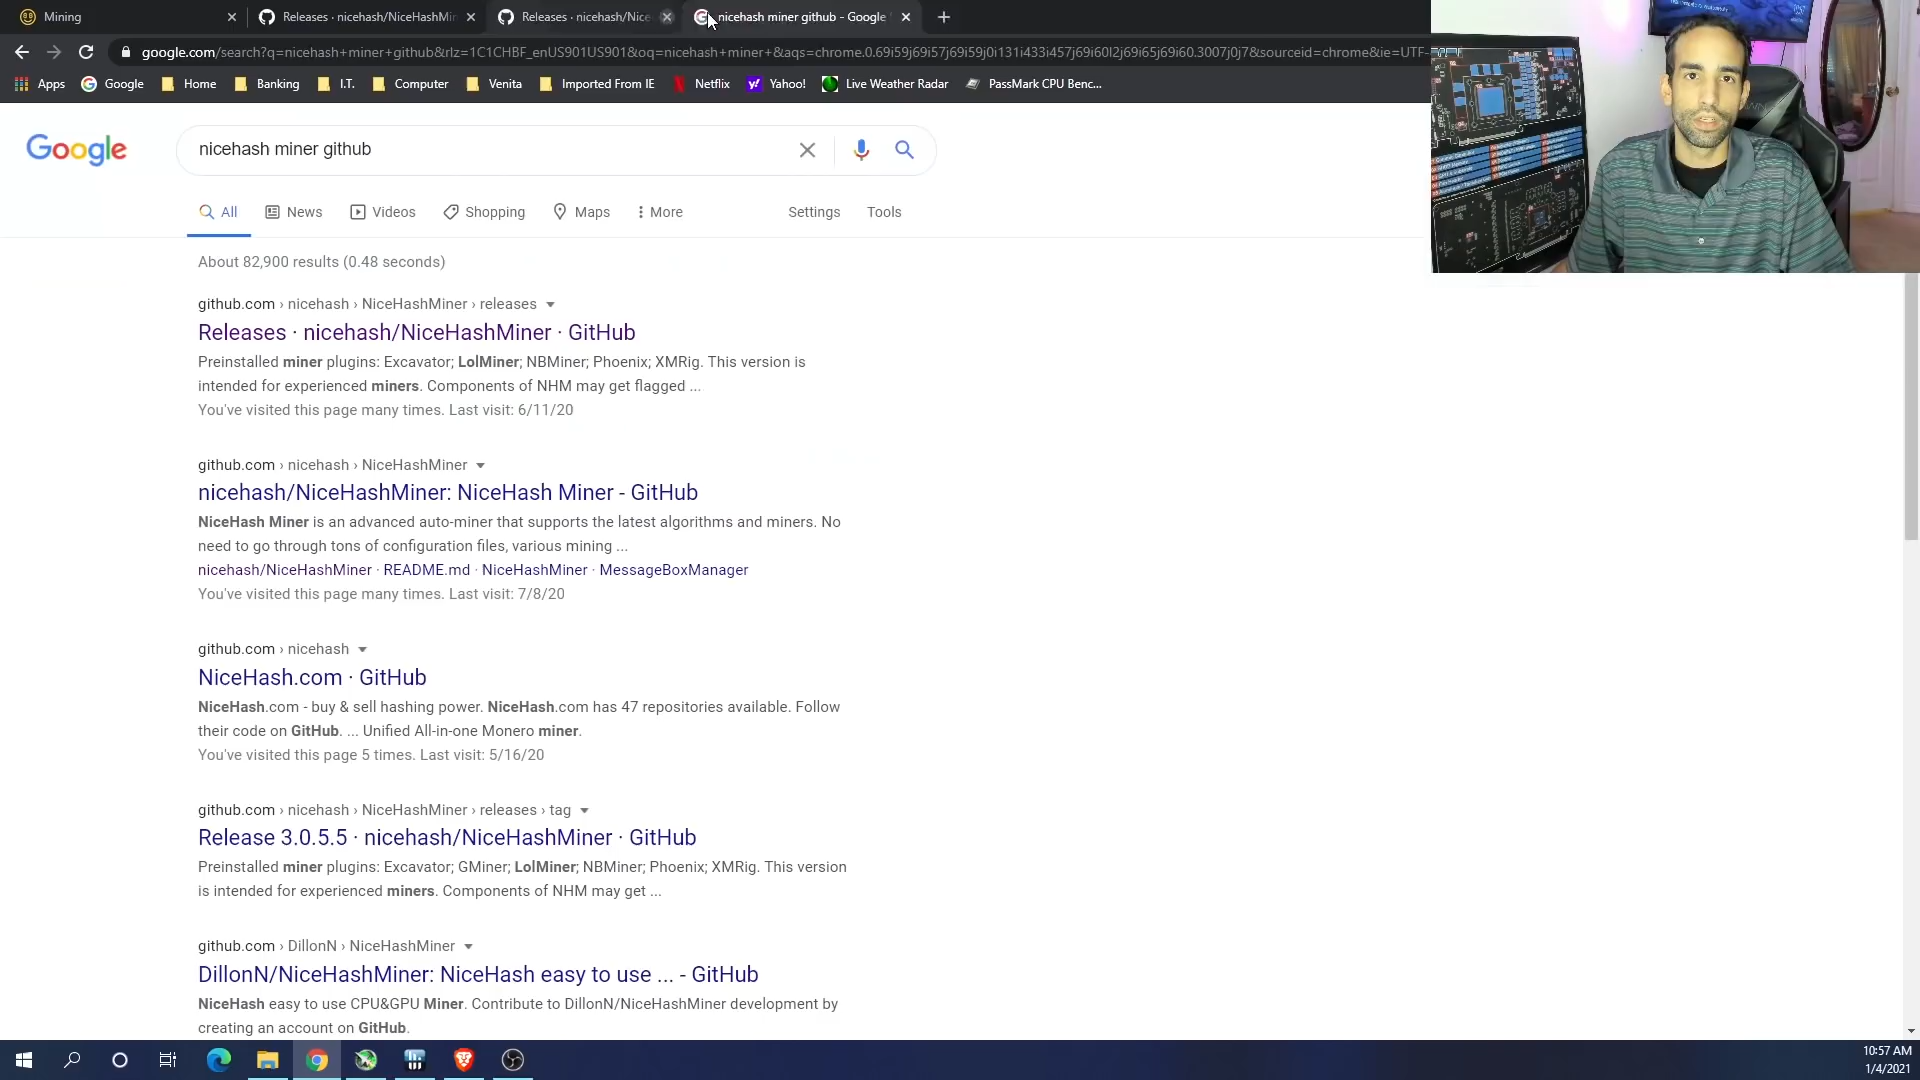 Mining
Releases · nicehash/NiceHashMin
Releases · nicehash/Nice
nicehash miner github - Google
google.com/search?q=nicehash+miner+github&rlz=1C1CHBF_enUS901US901&oq=nicehash+miner+&aqs=chrome.0.69i59j69i57j69i59j0i131i433i457j69i60l2j69i65j69i60.3007j0j7&sourceid=chrome&ie=UTF-
Apps Google Home Banking I.T. Computer Venita Imported From IE Netflix Yahoo! Live Weather Radar PassMark CPU Benc...
Google
nicehash miner github
All News Videos Shopping Maps More Settings Tools
About 82,900 results (0.48 seconds)
github.com › nicehash › NiceHashMiner › releases
Releases · nicehash/NiceHashMiner · GitHub
Preinstalled miner plugins: Excavator; LolMiner; NBMiner; Phoenix; XMRig. This version is
intended for experienced miners. Components of NHM may get flagged ...
You've visited this page many times. Last visit: 6/11/20
github.com › nicehash › NiceHashMiner
nicehash/NiceHashMiner: NiceHash Miner - GitHub
NiceHash Miner is an advanced auto-miner that supports the latest algorithms and miners. No
need to go through tons of configuration files, various mining ...
nicehash/NiceHashMiner · README.md · NiceHashMiner · MessageBoxManager
You've visited this page many times. Last visit: 7/8/20
github.com › nicehash
NiceHash.com · GitHub
NiceHash.com - buy & sell hashing power. NiceHash.com has 47 repositories available. Follow
their code on GitHub. ... Unified All-in-one Monero miner.
You've visited this page 5 times. Last visit: 5/16/20
github.com › nicehash › NiceHashMiner › releases › tag
Release 3.0.5.5 · nicehash/NiceHashMiner · GitHub
Preinstalled miner plugins: Excavator; GMiner; LolMiner; NBMiner; Phoenix; XMRig. This version
is intended for experienced miners. Components of NHM may get ...
github.com › DillonN › NiceHashMiner
DillonN/NiceHashMiner: NiceHash easy to use ... - GitHub
NiceHash easy to use CPU&GPU Miner. Contribute to DillonN/NiceHashMiner development by
creating an account on GitHub.
10:57 AM
1/4/2021